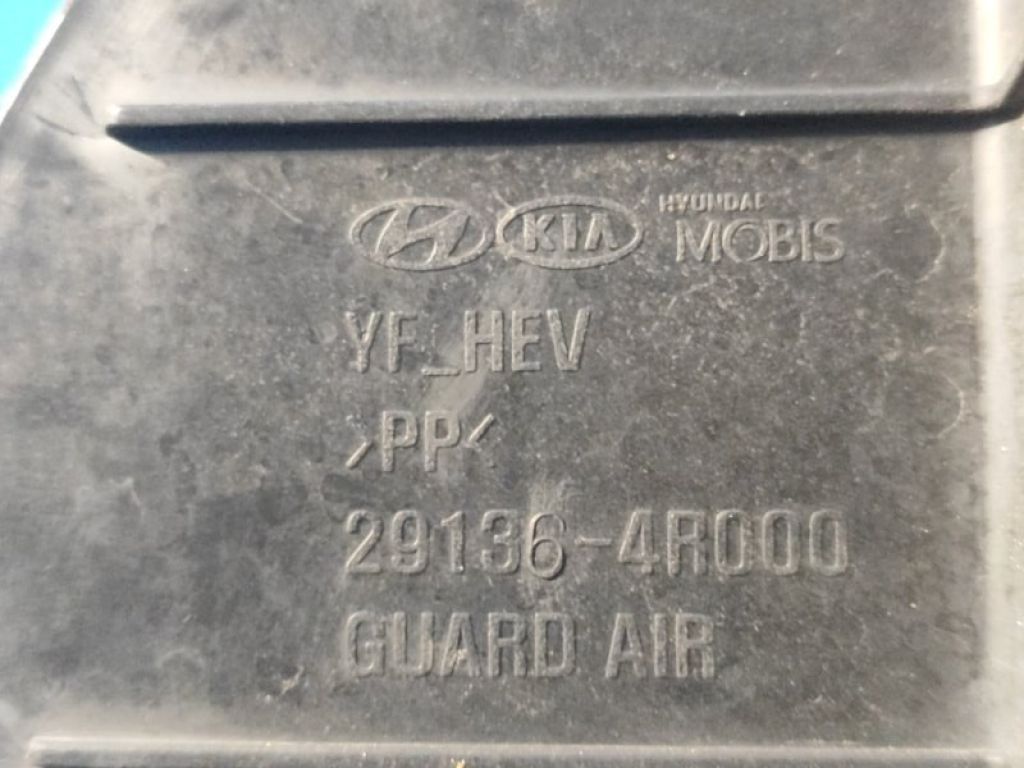 KIA HYUNDAI
MOBIS
YF_HEV
>PP<
29136-4R000
GUARD AIR